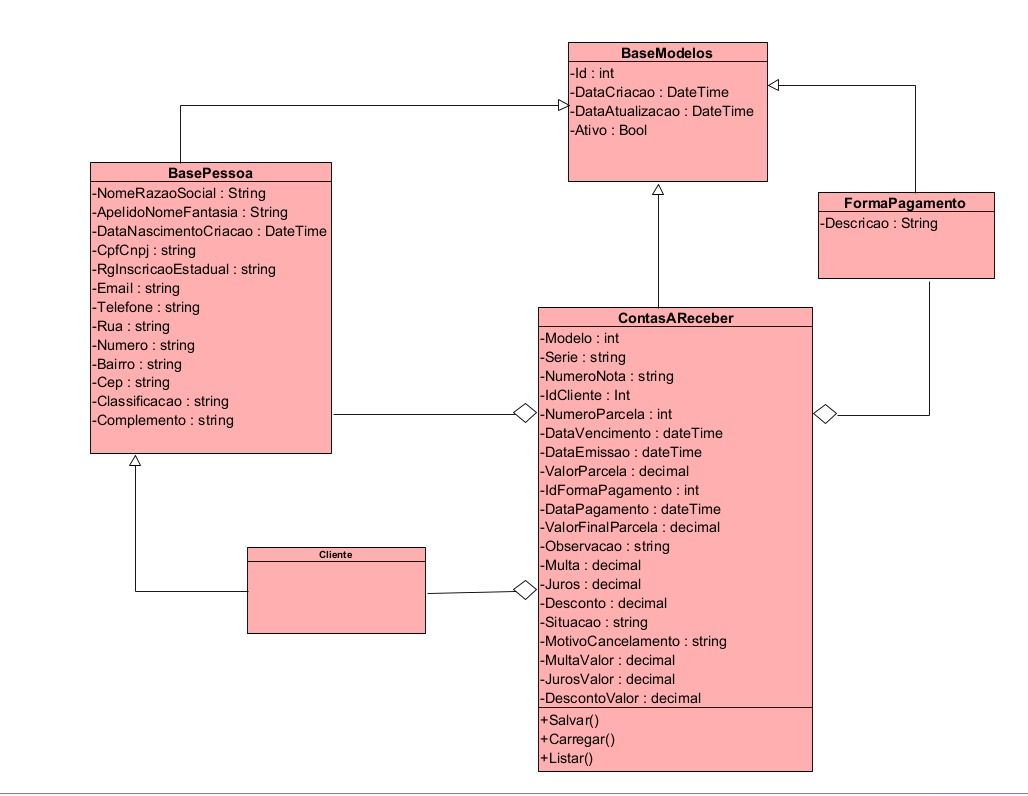 BaseModelos
-Id : int
-DataCriacao : DateTime
-DataAtualizacao : DateTime
-Ativo : Bool
BasePessoa
-NomeRazaoSocial : String
-ApelidoNomeFantasia : String
-DataNascimentoCriacao : DateTime
-CpfCnpj : string
-RgInscricaoEstadual : string
-Email : string
-Telefone : string
-Rua : string
-Numero : string
-Bairro : string
-Cep : string
-Classificacao : string
-Complemento : string
FormaPagamento
-Descricao : String
ContasAReceber
-Modelo : int
-Serie : string
-NumeroNota : string
-IdCliente : Int
-NumeroParcela : int
-DataVencimento : dateTime
-DataEmissao : dateTime
-ValorParcela : decimal
-IdFormaPagamento : int
-DataPagamento : dateTime
-ValorFinalParcela : decimal
-Observacao : string
-Multa : decimal
-Juros : decimal
-Desconto : decimal
-Situacao : string
-MotivoCancelamento : string
-MultaValor : decimal
-JurosValor : decimal
-DescontoValor : decimal
+Salvar()
+Carregar()
+Listar()
Cliente